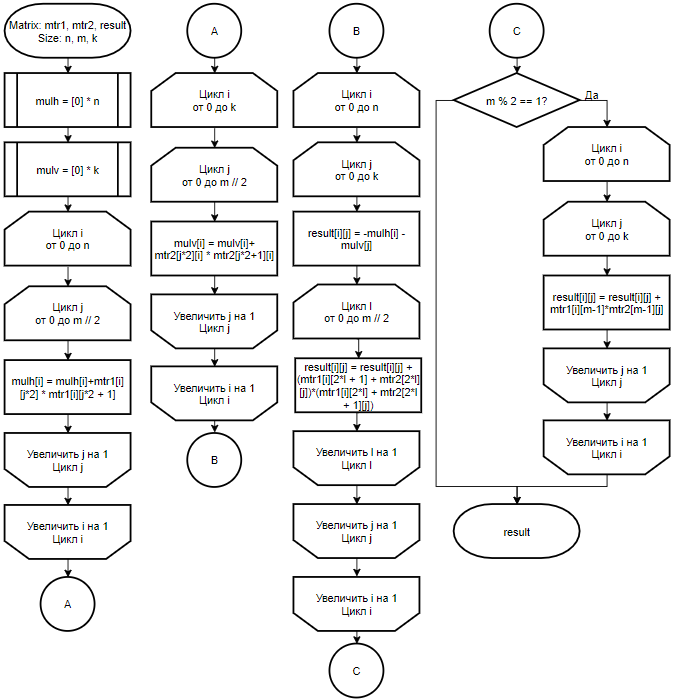 Matrix: mtr1, mtr2, result
Size: n, m, k
mulh = [0] * n
mulv = [0] * k
Цикл i
от 0 до n
Цикл j
от 0 до m // 2
mulh[i] = mulh[i]+mtr1[i]
[j*2] * mtr1[i][j*2 + 1]
Увеличить j на 1
Цикл j
Увеличить i на 1
Цикл i
A
A
Цикл i
от 0 до k
Цикл j
от 0 до m // 2
mulv[i] = mulv[i]+
mtr2[j*2][i] * mtr2[j*2+1][i]
Увеличить j на 1
Цикл j
Увеличить i на 1
Цикл i
B
B
Цикл i
от 0 до n
Цикл j
от 0 до k
result[i][j] = -mulh[i] -
mulv[j]
Цикл l
от 0 до m // 2
result[i][j] = result[i][j] +
(mtr1[i][2*l + 1] + mtr2[2*l]
[j])*(mtr1[i][2*l] + mtr2[2*l
+ 1][j])
Увеличить l на 1
Цикл l
Увеличить j на 1
Цикл j
Увеличить i на 1
Цикл i
C
C
m % 2 == 1?
Да
Цикл i
от 0 до n
Цикл j
от 0 до k
result[i][j] = result[i][j] +
mtr1[i][m-1]*mtr2[m-1][j]
Увеличить j на 1
Цикл j
Увеличить i на 1
Цикл i
result